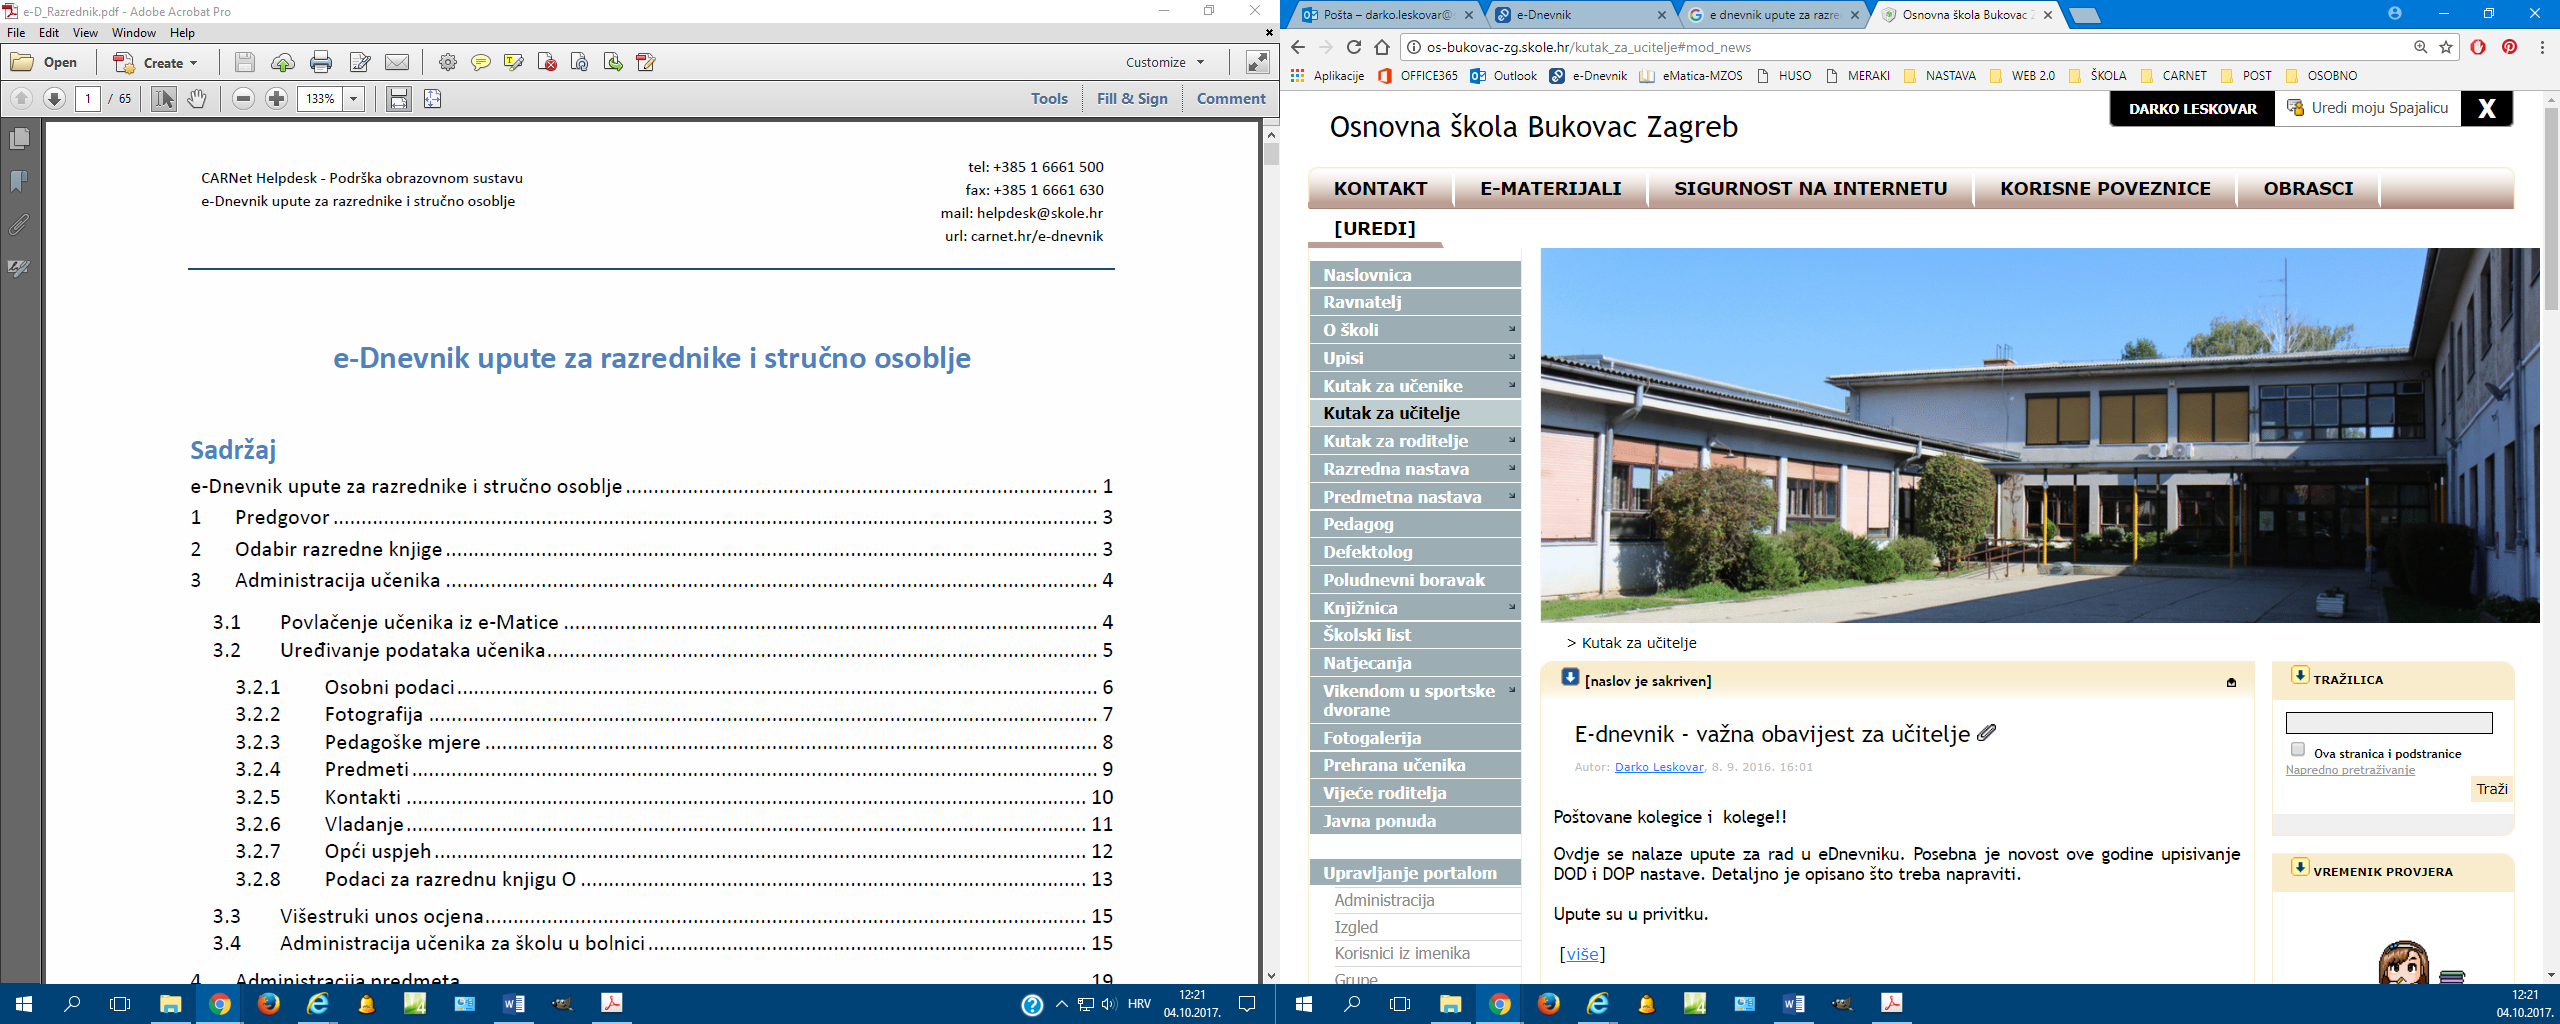 e-D_Razrednik.pdf - Adobe Acrobat Pro
File Edit View Window Help
Open Create Customize
1 / 65 133% Tools Fill & Sign Comment
CARNet Helpdesk - Podrška obrazovnom sustavu
e-Dnevnik upute za razrednike i stručno osoblje
tel: +385 1 6661 500
fax: +385 1 6661 630
mail: helpdesk@skole.hr
url: carnet.hr/e-dnevnik
e-Dnevnik upute za razrednike i stručno osoblje
Sadržaj
e-Dnevnik upute za razrednike i stručno osoblje 1
1 Predgovor 3
2 Odabir razredne knjige 3
3 Administracija učenika 4
3.1 Povlačenje učenika iz e-Matice 4
3.2 Uređivanje podataka učenika 5
3.2.1 Osobni podaci 6
3.2.2 Fotografija 7
3.2.3 Pedagoške mjere 8
3.2.4 Predmeti 9
3.2.5 Kontakti 10
3.2.6 Vladanje 11
3.2.7 Opći uspjeh 12
3.2.8 Podaci za razrednu knjigu O 13
3.3 Višestruki unos ocjena 15
3.4 Administracija učenika za školu u bolnici 15
4 Administracija predmeta 19
HRV 12:21
04.10.2017.
Pošta – darko.leskovar@ e-Dnevnik e dnevnik upute za razre Osnovna škola Bukovac Z
os-bukovac-zg.skole.hr/kutak_za_ucitelje#mod_news
Aplikacije OFFICE365 Outlook e-Dnevnik eMatica-MZOS HUSO MERAKI NASTAVA WEB 2.0 ŠKOLA CARNET POST OSOBNO
DARKO LESKOVAR Uredi moju Spajalicu X
Osnovna škola Bukovac Zagreb
KONTAKT E-MATERIJALI SIGURNOST NA INTERNETU KORISNE POVEZNICE OBRASCI
[UREDI]
Naslovnica
Ravnatelj
O školi
Upisi
Kutak za učenike
Kutak za učitelje
Kutak za roditelje
Razredna nastava
Predmetna nastava
Pedagog
Defektolog
Poludnevni boravak
Knjižnica
Školski list
Natjecanja
Vikendom u sportske
dvorane
Fotogalerija
Prehrana učenika
Vijeće roditelja
Javna ponuda
Upravljanje portalom
Administracija
Izgled
Korisnici iz imenika
Grupe
> Kutak za učitelje
[naslov je sakriven]
E-dnevnik - važna obavijest za učitelje
Autor: Darko Leskovar, 8. 9. 2016. 16:01
Poštovane kolegice i kolege!!
Ovdje se nalaze upute za rad u eDnevniku. Posebna je novost ove godine upisivanje
DOD i DOP nastave. Detaljno je opisano što treba napraviti.
Upute su u privitku.
[više]
TRAŽILICA
Ova stranica i podstranice
Napredno pretraživanje
Traži
VREMENIK PROVJERA
12:21
04.10.2017.